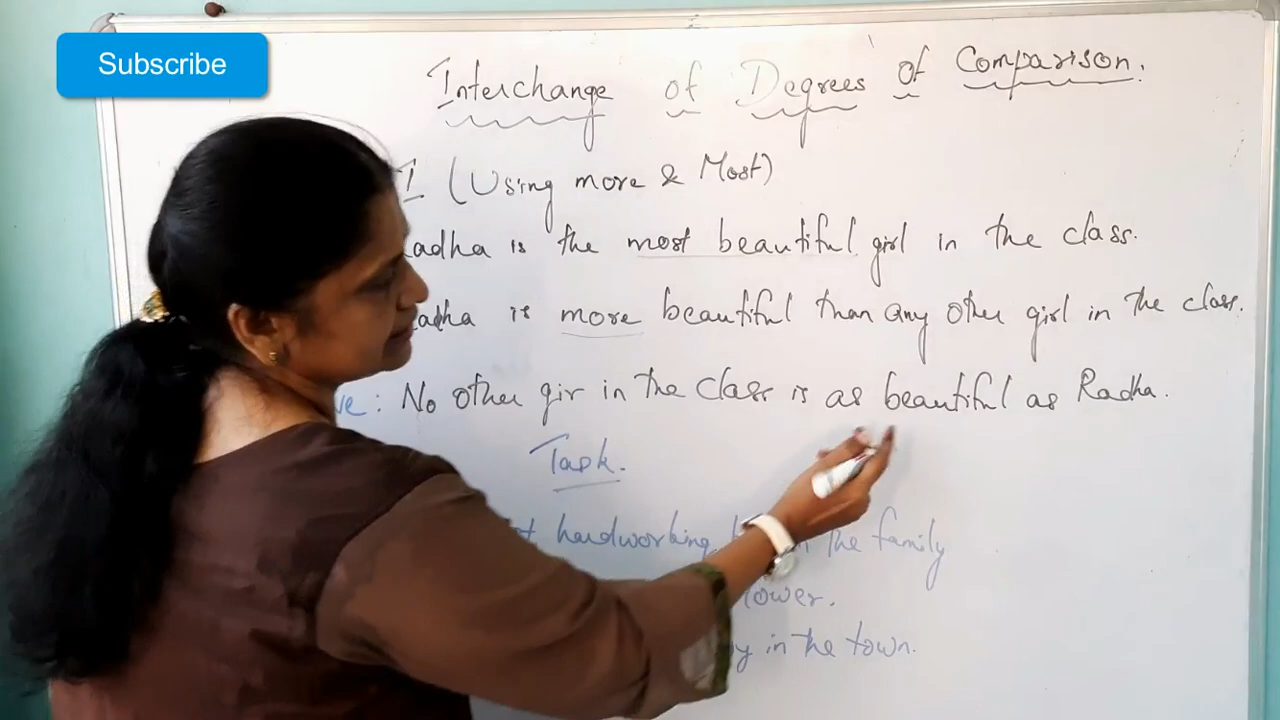 Subscribe
Interchange of Degrees of Comparison.
I (Using more & Most)
adha is the most beautiful girl in the class.
adha is more beautiful than any other girl in the class.
ve: No other gir in the class is as beautiful as Radha.
Task.
t hardworking the family
lower.
y in the town.